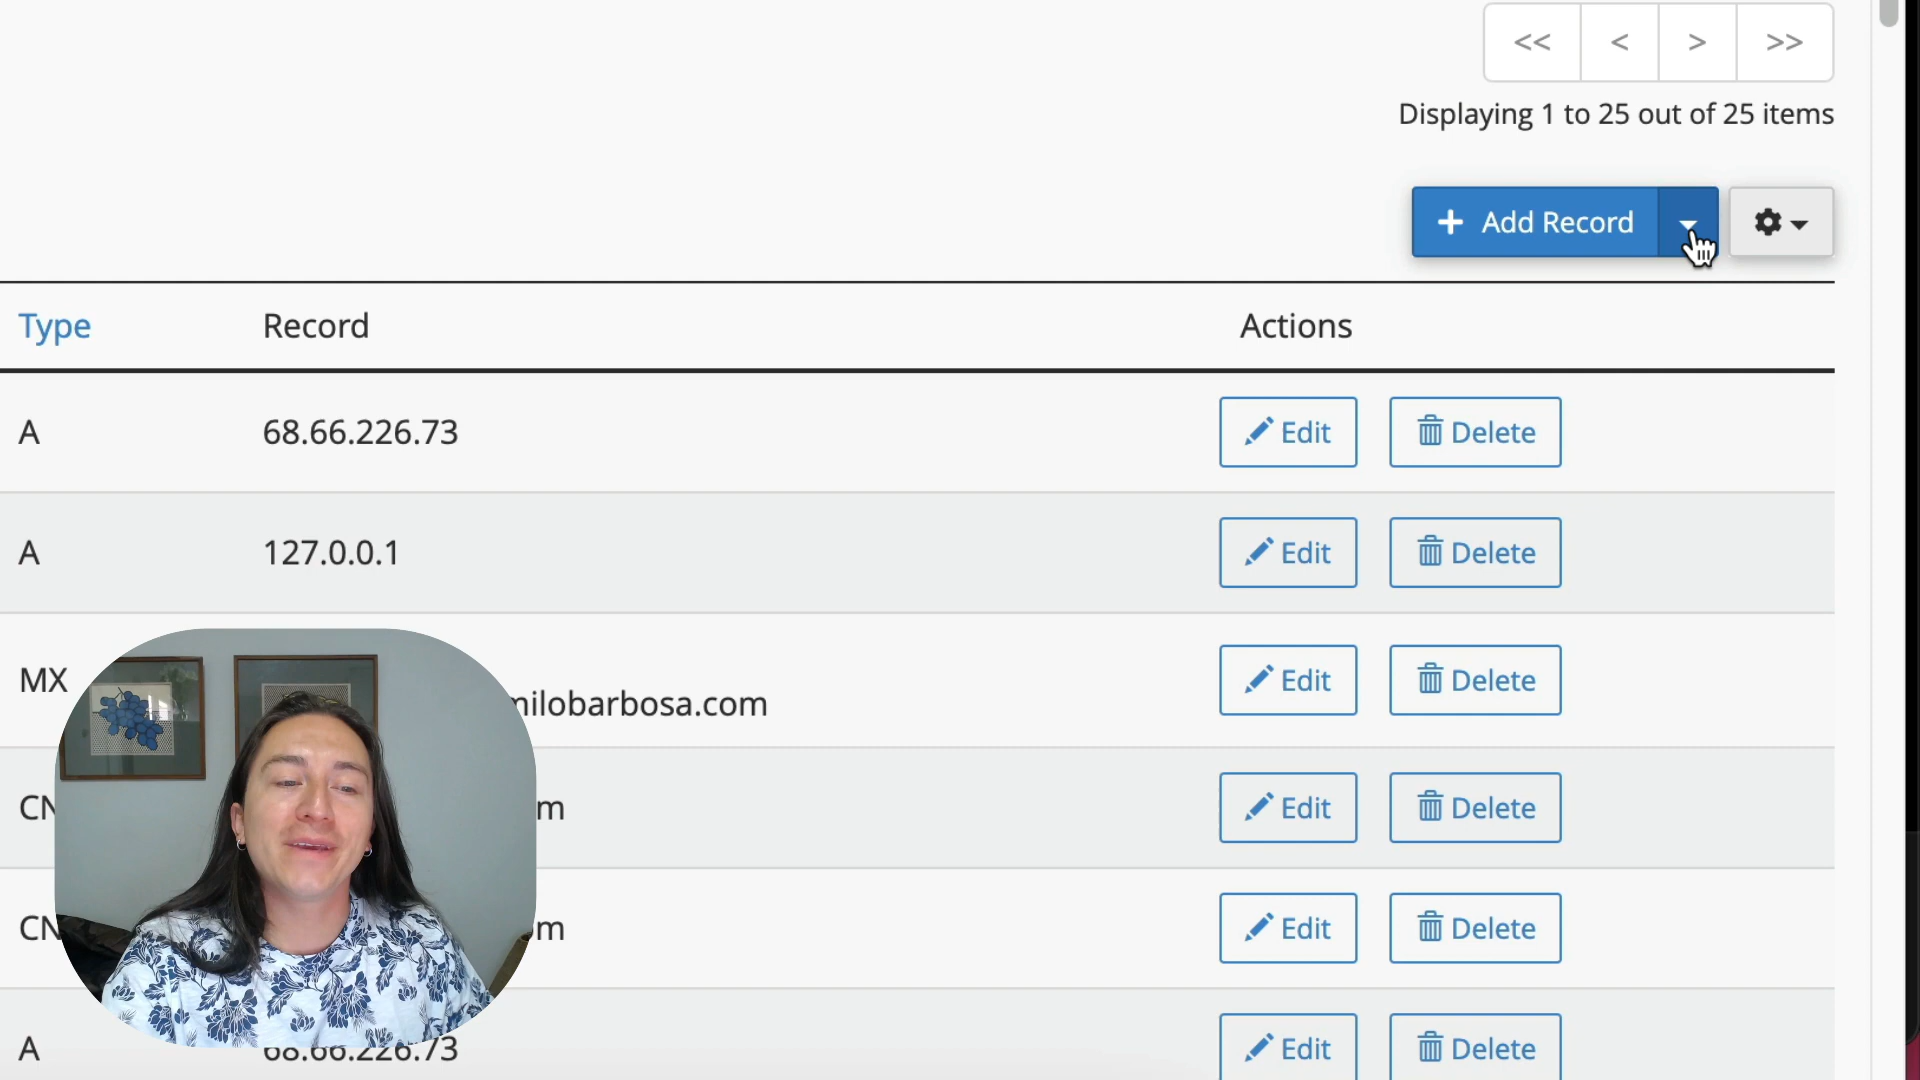 << < > >>
Displaying 1 to 25 out of 25 items
+ Add Record
Type Record Actions
A 68.66.226.73 Edit Delete
A 127.0.0.1 Edit Delete
MX Edit Delete
milobarbosa.com
Edit Delete
Edit Delete
A 68.66.226.73 Edit Delete